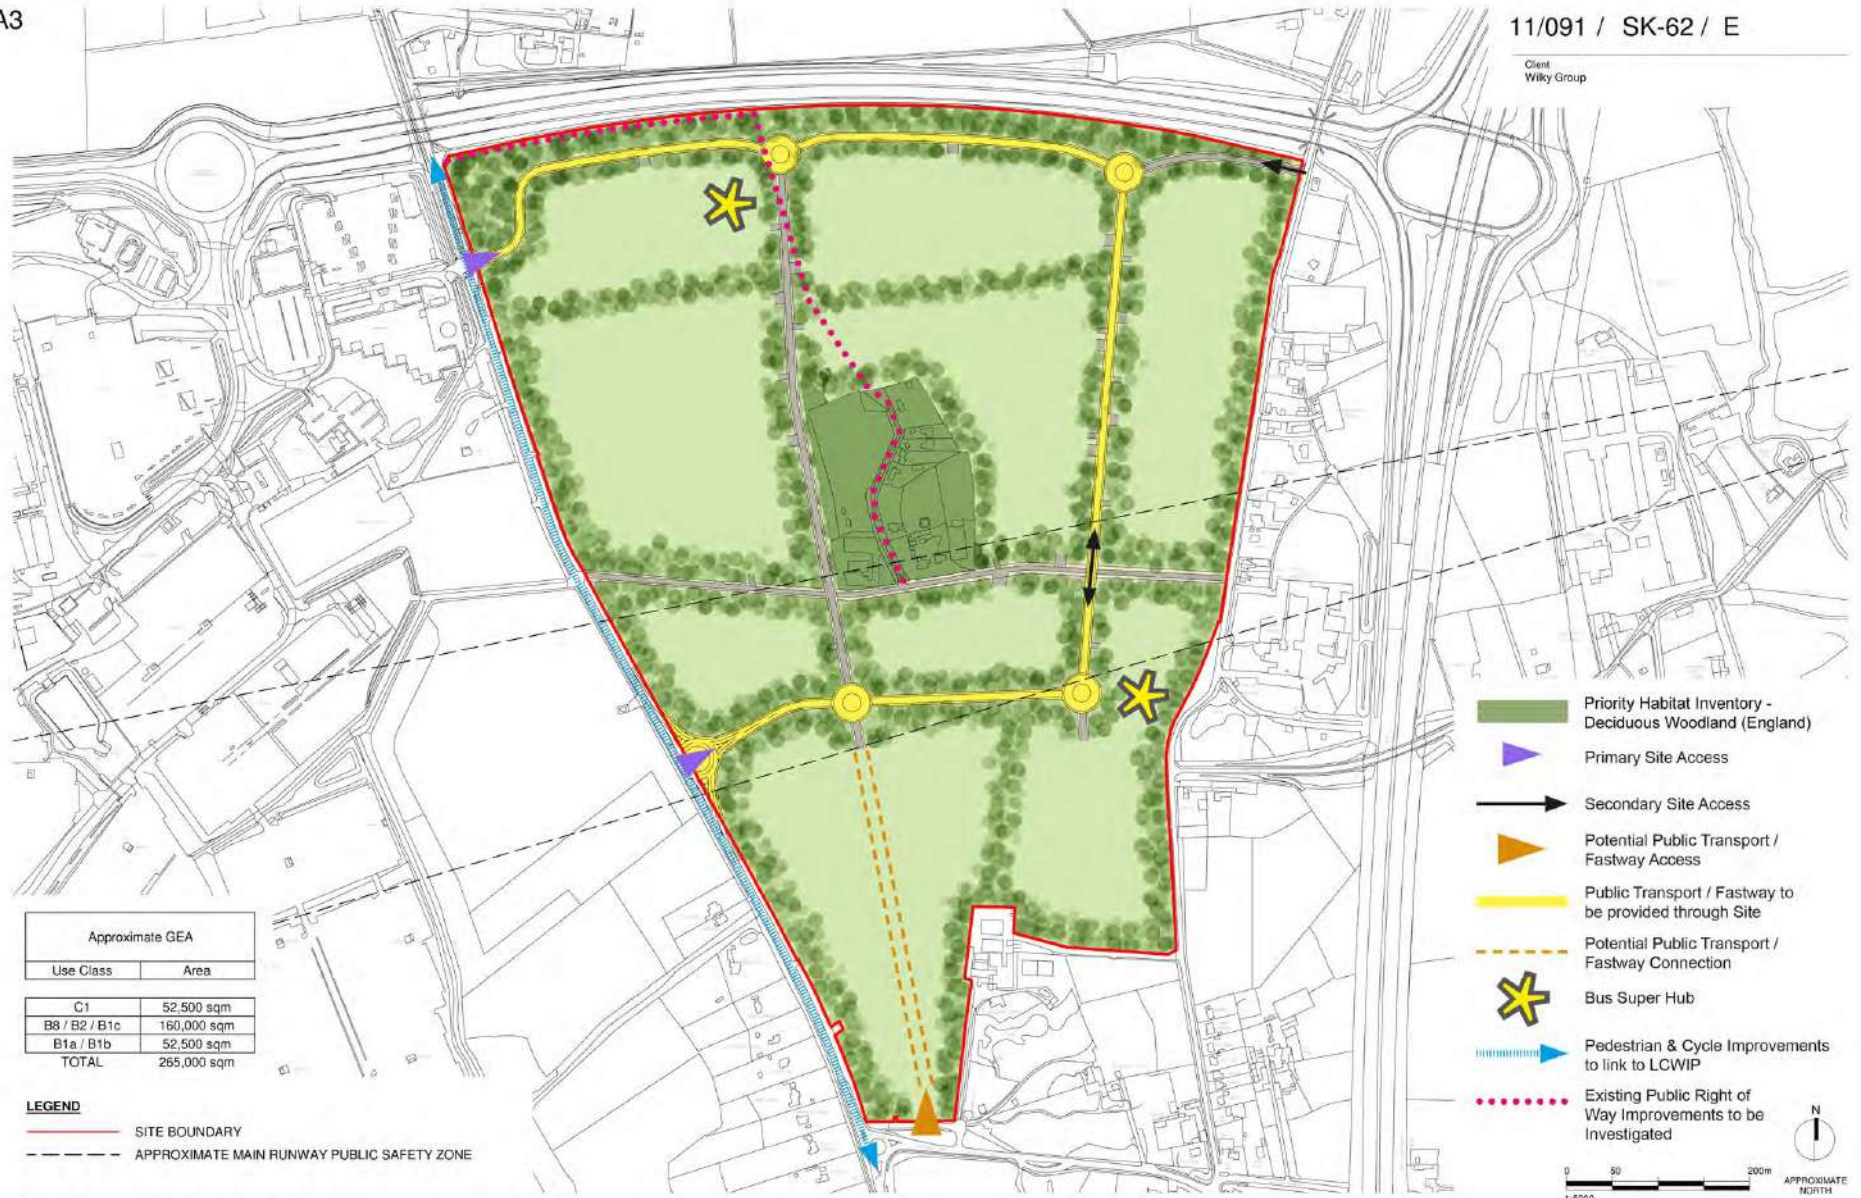 A3
11/091 / SK-62 / E
Client
Wilky Group
Priority Habitat Inventory -
Deciduous Woodland (England)
Primary Site Access
Secondary Site Access
Potential Public Transport /
Fastway Access
Public Transport / Fastway to
be provided through Site
Potential Public Transport /
Fastway Connection
Bus Super Hub
Pedestrian & Cycle Improvements
to link to LCWIP
Existing Public Right of
Way Improvements to be
Investigated
N
0 50 200m
APPROXIMATE
NORTH
Approximate GEA
Use Class Area
C1 52,500 sqm
B8 / B2 / B1c 160,000 sqm
B1a / B1b 52,500 sqm
TOTAL 265,000 sqm
LEGEND
SITE BOUNDARY
APPROXIMATE MAIN RUNWAY PUBLIC SAFETY ZONE